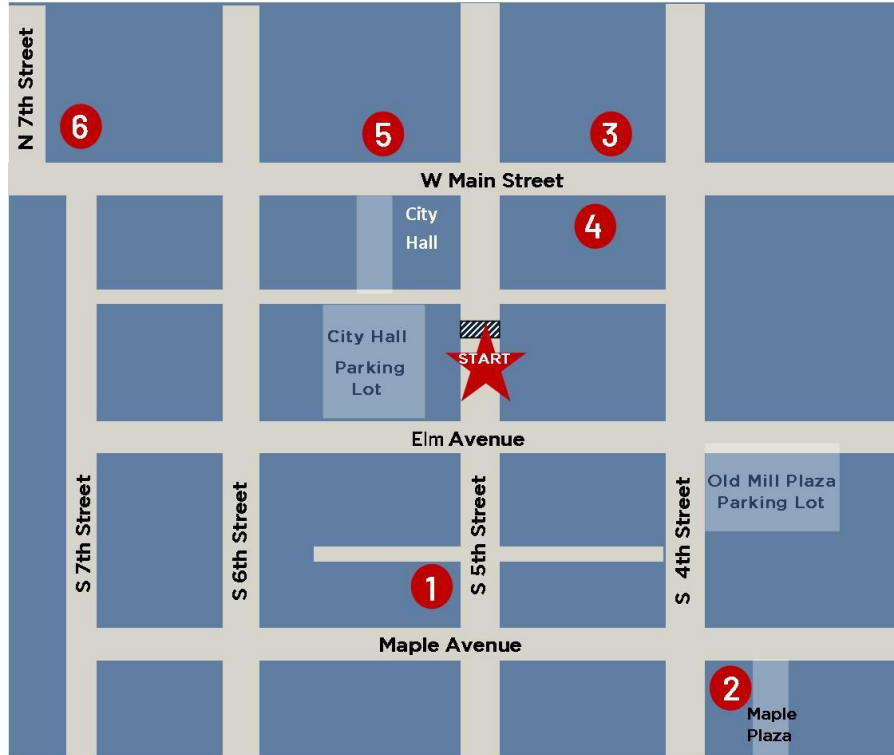 N 7th Street
6
5
3
W Main Street
City
Hall
4
City Hall
Parking
Lot
START
Elm Avenue
Old Mill Plaza
Parking Lot
S 7th Street
S 6th Street
S 5th Street
S 4th Street
1
Maple Avenue
2
Maple
Plaza